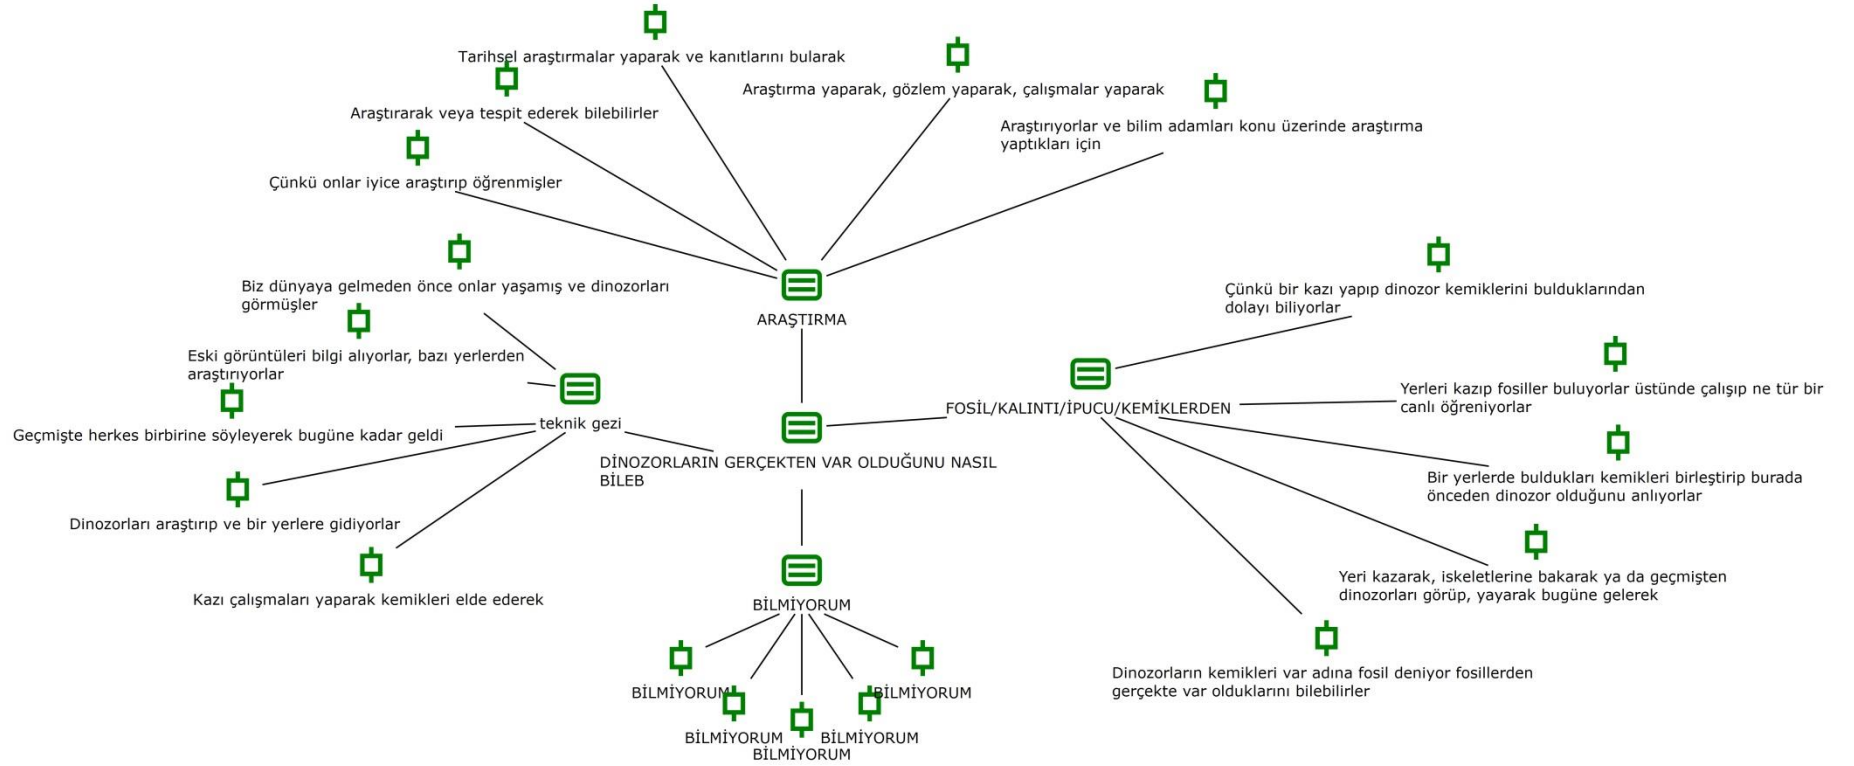 Tarihsel araştırmalar yaparak ve kanıtlarını bularak
Araştırma yaparak, gözlem yaparak, çalışmalar yaparak
Araştırarak veya tespit ederek bilebilirler
Araştırıyorlar ve bilim adamları konu üzerinde araştırma
yaptıkları için
Çünkü onlar iyice araştırıp öğrenmişler
Biz dünyaya gelmeden önce onlar yaşamış ve dinozorları
görmüşler
Çünkü bir kazı yapıp dinozor kemiklerini bulduklarından
dolayı biliyorlar
ARAŞTIRMA
Eski görüntüleri bilgi alıyorlar, bazı yerlerden
araştırıyorlar
Yerleri kazıp fosiller buluyorlar üstünde çalışıp ne tür bir
canlı öğreniyorlar
FOSİL/KALINTI/İPUCU/KEMİKLERDEN
teknik gezi
Geçmişte herkes birbirine söyleyerek bugüne kadar geldi
DİNOZORLARIN GERÇEKTEN VAR OLDUĞUNU NASIL
BİLEB
Bir yerlerde buldukları kemikleri birleştirip burada
önceden dinozor olduğunu anlıyorlar
Dinozorları araştırıp ve bir yerlere gidiyorlar
Yeri kazarak, iskeletlerine bakarak ya da geçmişten
dinozorları görüp, yayarak bugüne gelerek
Kazı çalışmaları yaparak kemikleri elde ederek
BİLMİYORUM
Dinozorların kemikleri var adına fosil deniyor fosillerden
gerçekte var olduklarını bilebilirler
BİLMİYORUM
BİLMİYORUM
BİLMİYORUM
BİLMİYORUM
BİLMİYORUM